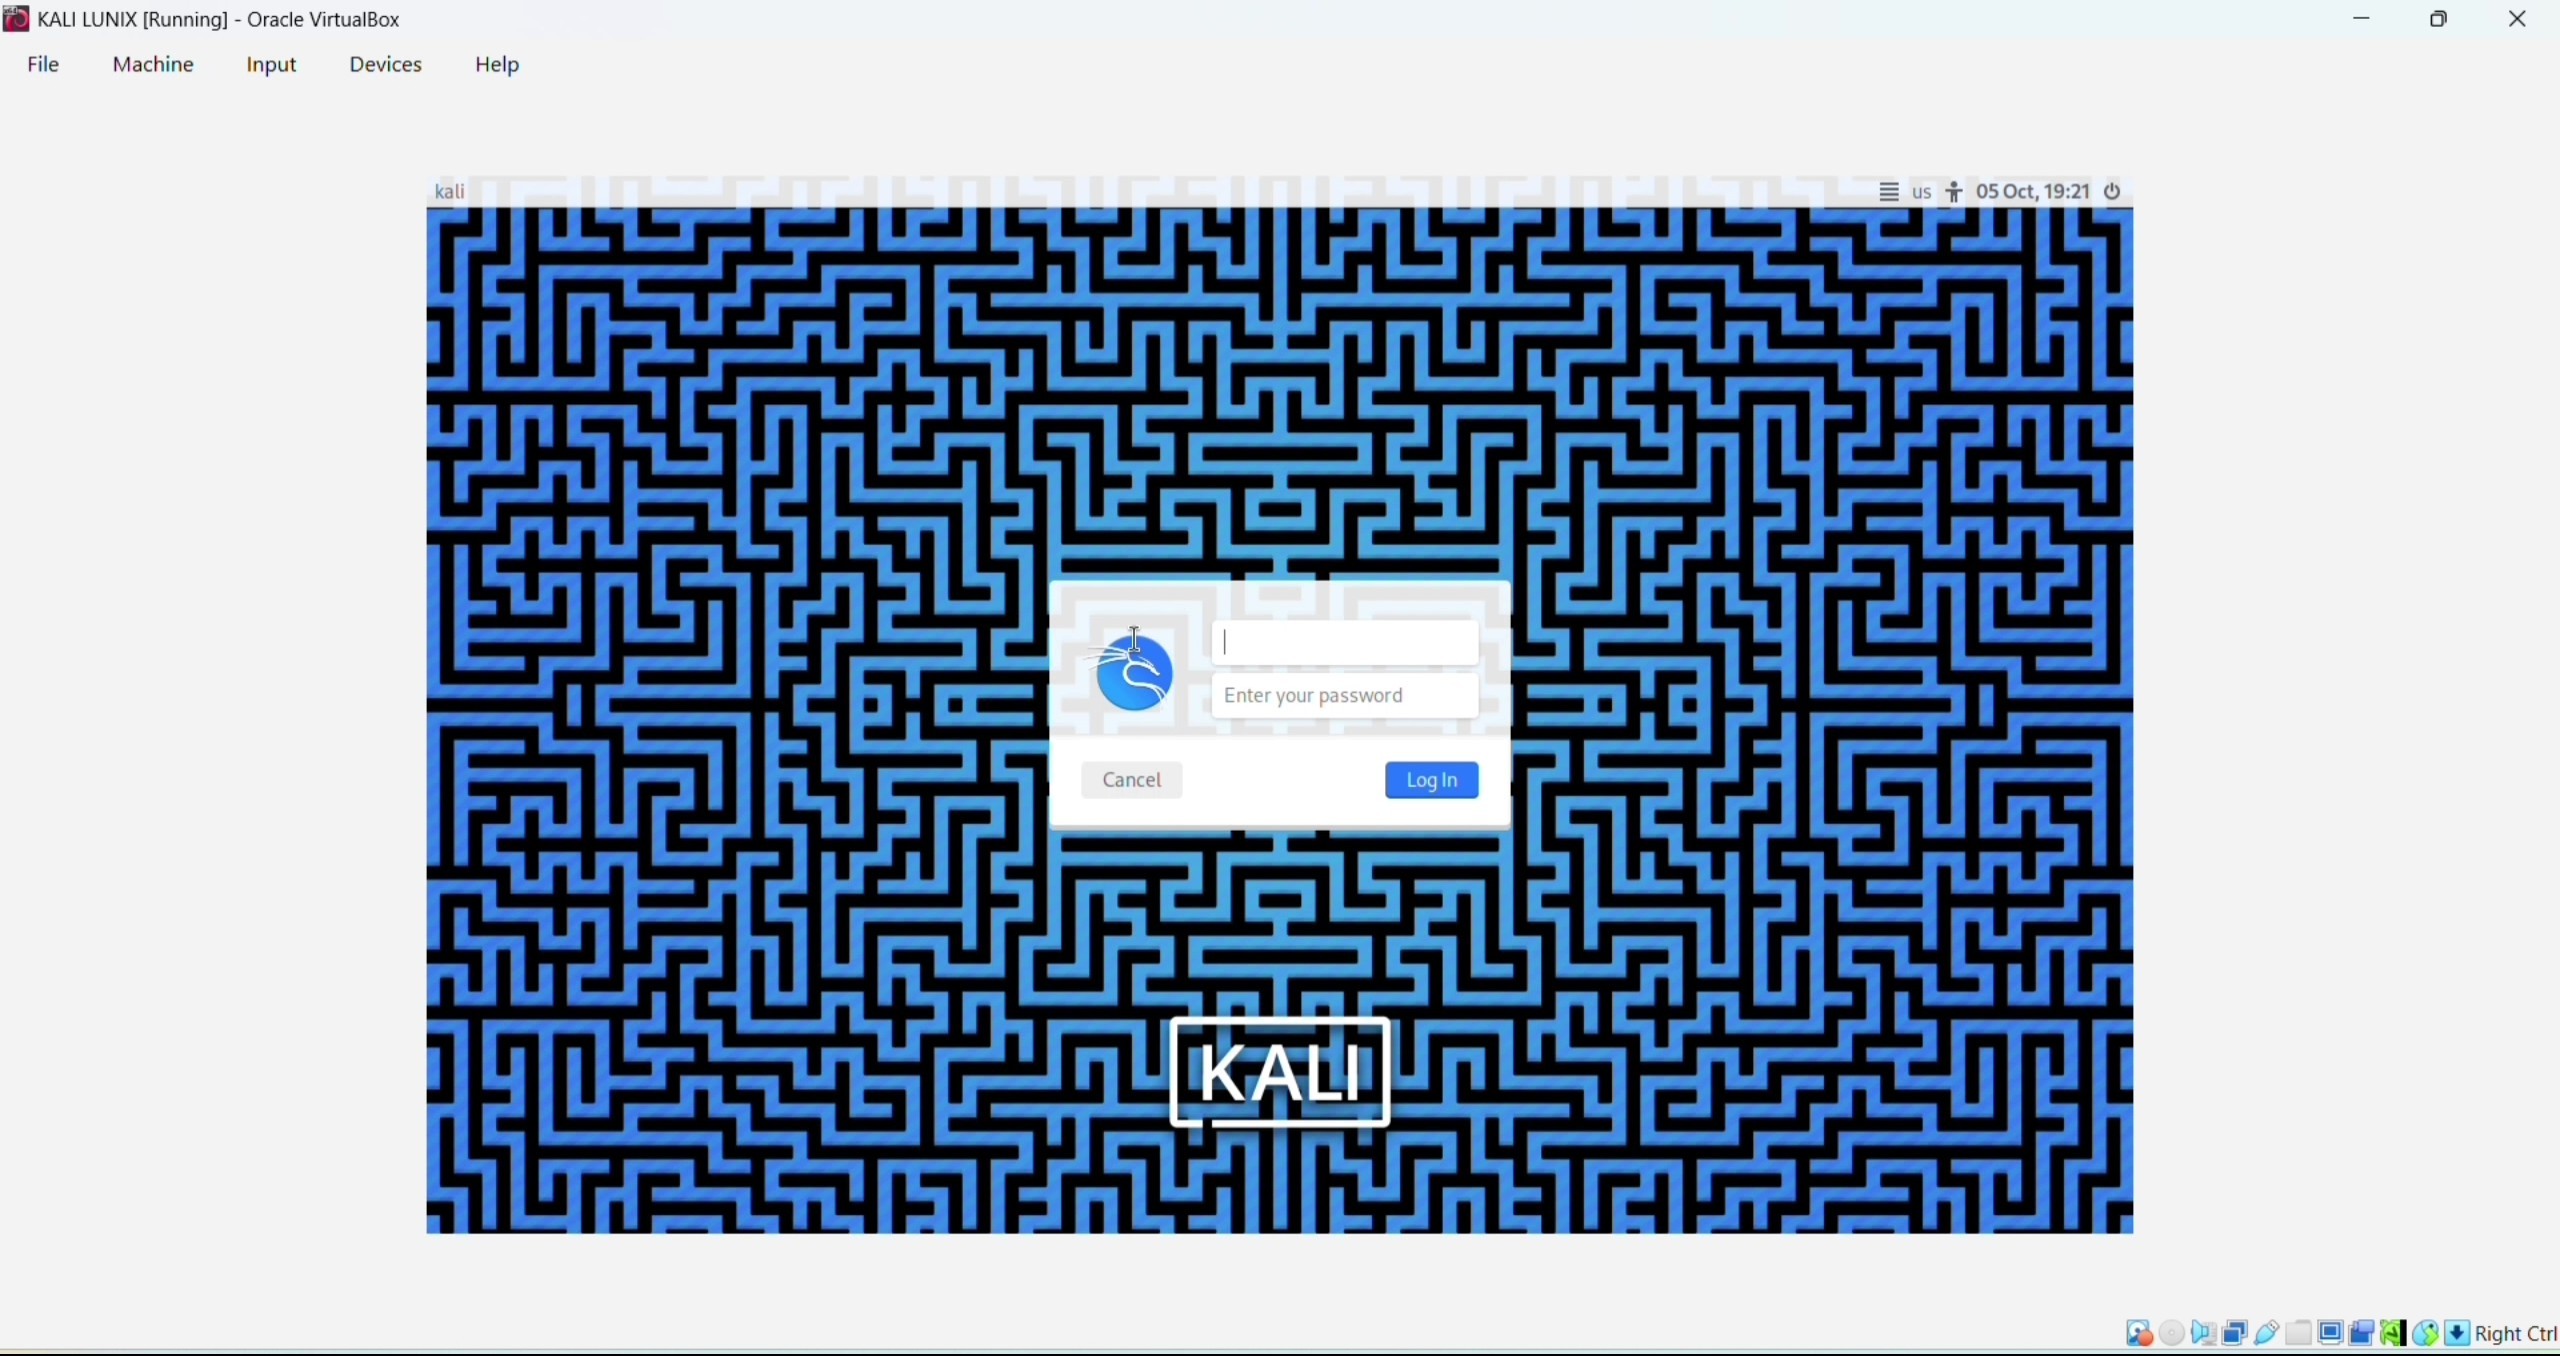 KALI LUNIX [Running] - Oracle VirtualBox
File Machine Input Devices Help
kali us 05 Oct, 19:21
Enter your password
Cancel Log In
KALI
Right Ctrl